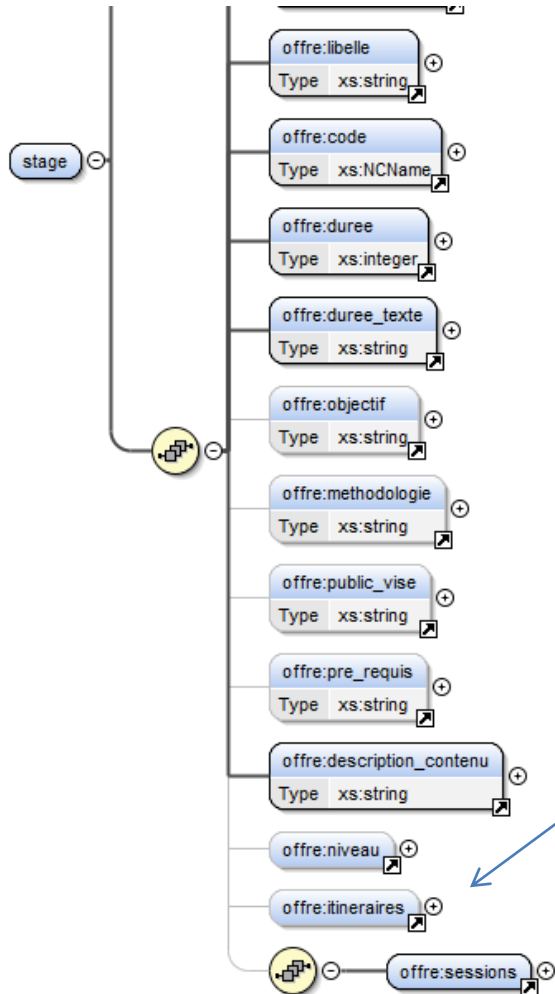 offre:libelle
Type xs:string
offre:code
Type xs:NCName
stage
offre:duree
Type xs:integer
offre:duree_texte
Type xs:string
offre:objectif
Type xs:string
offre:methodologie
Type xs:string
offre:public_vise
Type xs:string
offre:pre_requis
Type xs:string
offre:description_contenu
Type xs:string
offre:niveau
offre:itineraires
offre:sessions